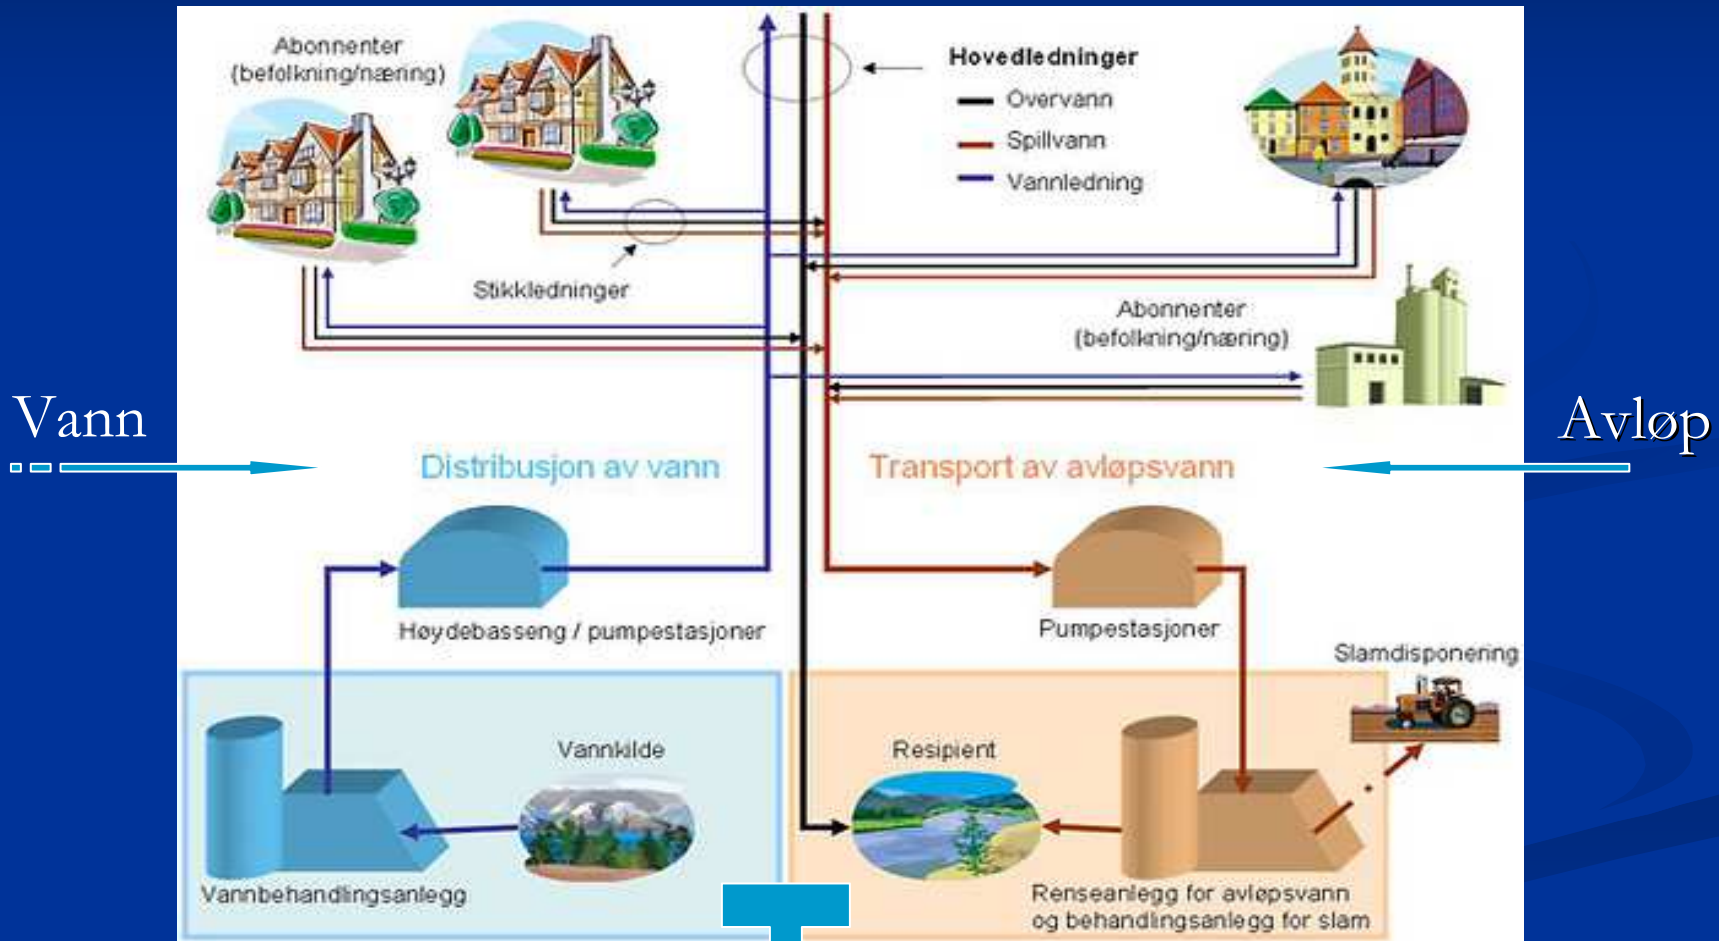 Abonnenter
(befolkning/næring)
Hovedledninger
Overvann
Spillvann
Vannledning
Stikkledninger
Abonnenter
(befolkning/næring)
Vann
Avløp
Distribusjon av vann
Transport av avløpsvann
Høydebasseng / pumpestasjoner
Pumpestasjoner
Slamdisponering
Vannkilde
Resipient
Vannbehandlingsanlegg
Renseanlegg for avløpsvann
og behandlingsanlegg for slam